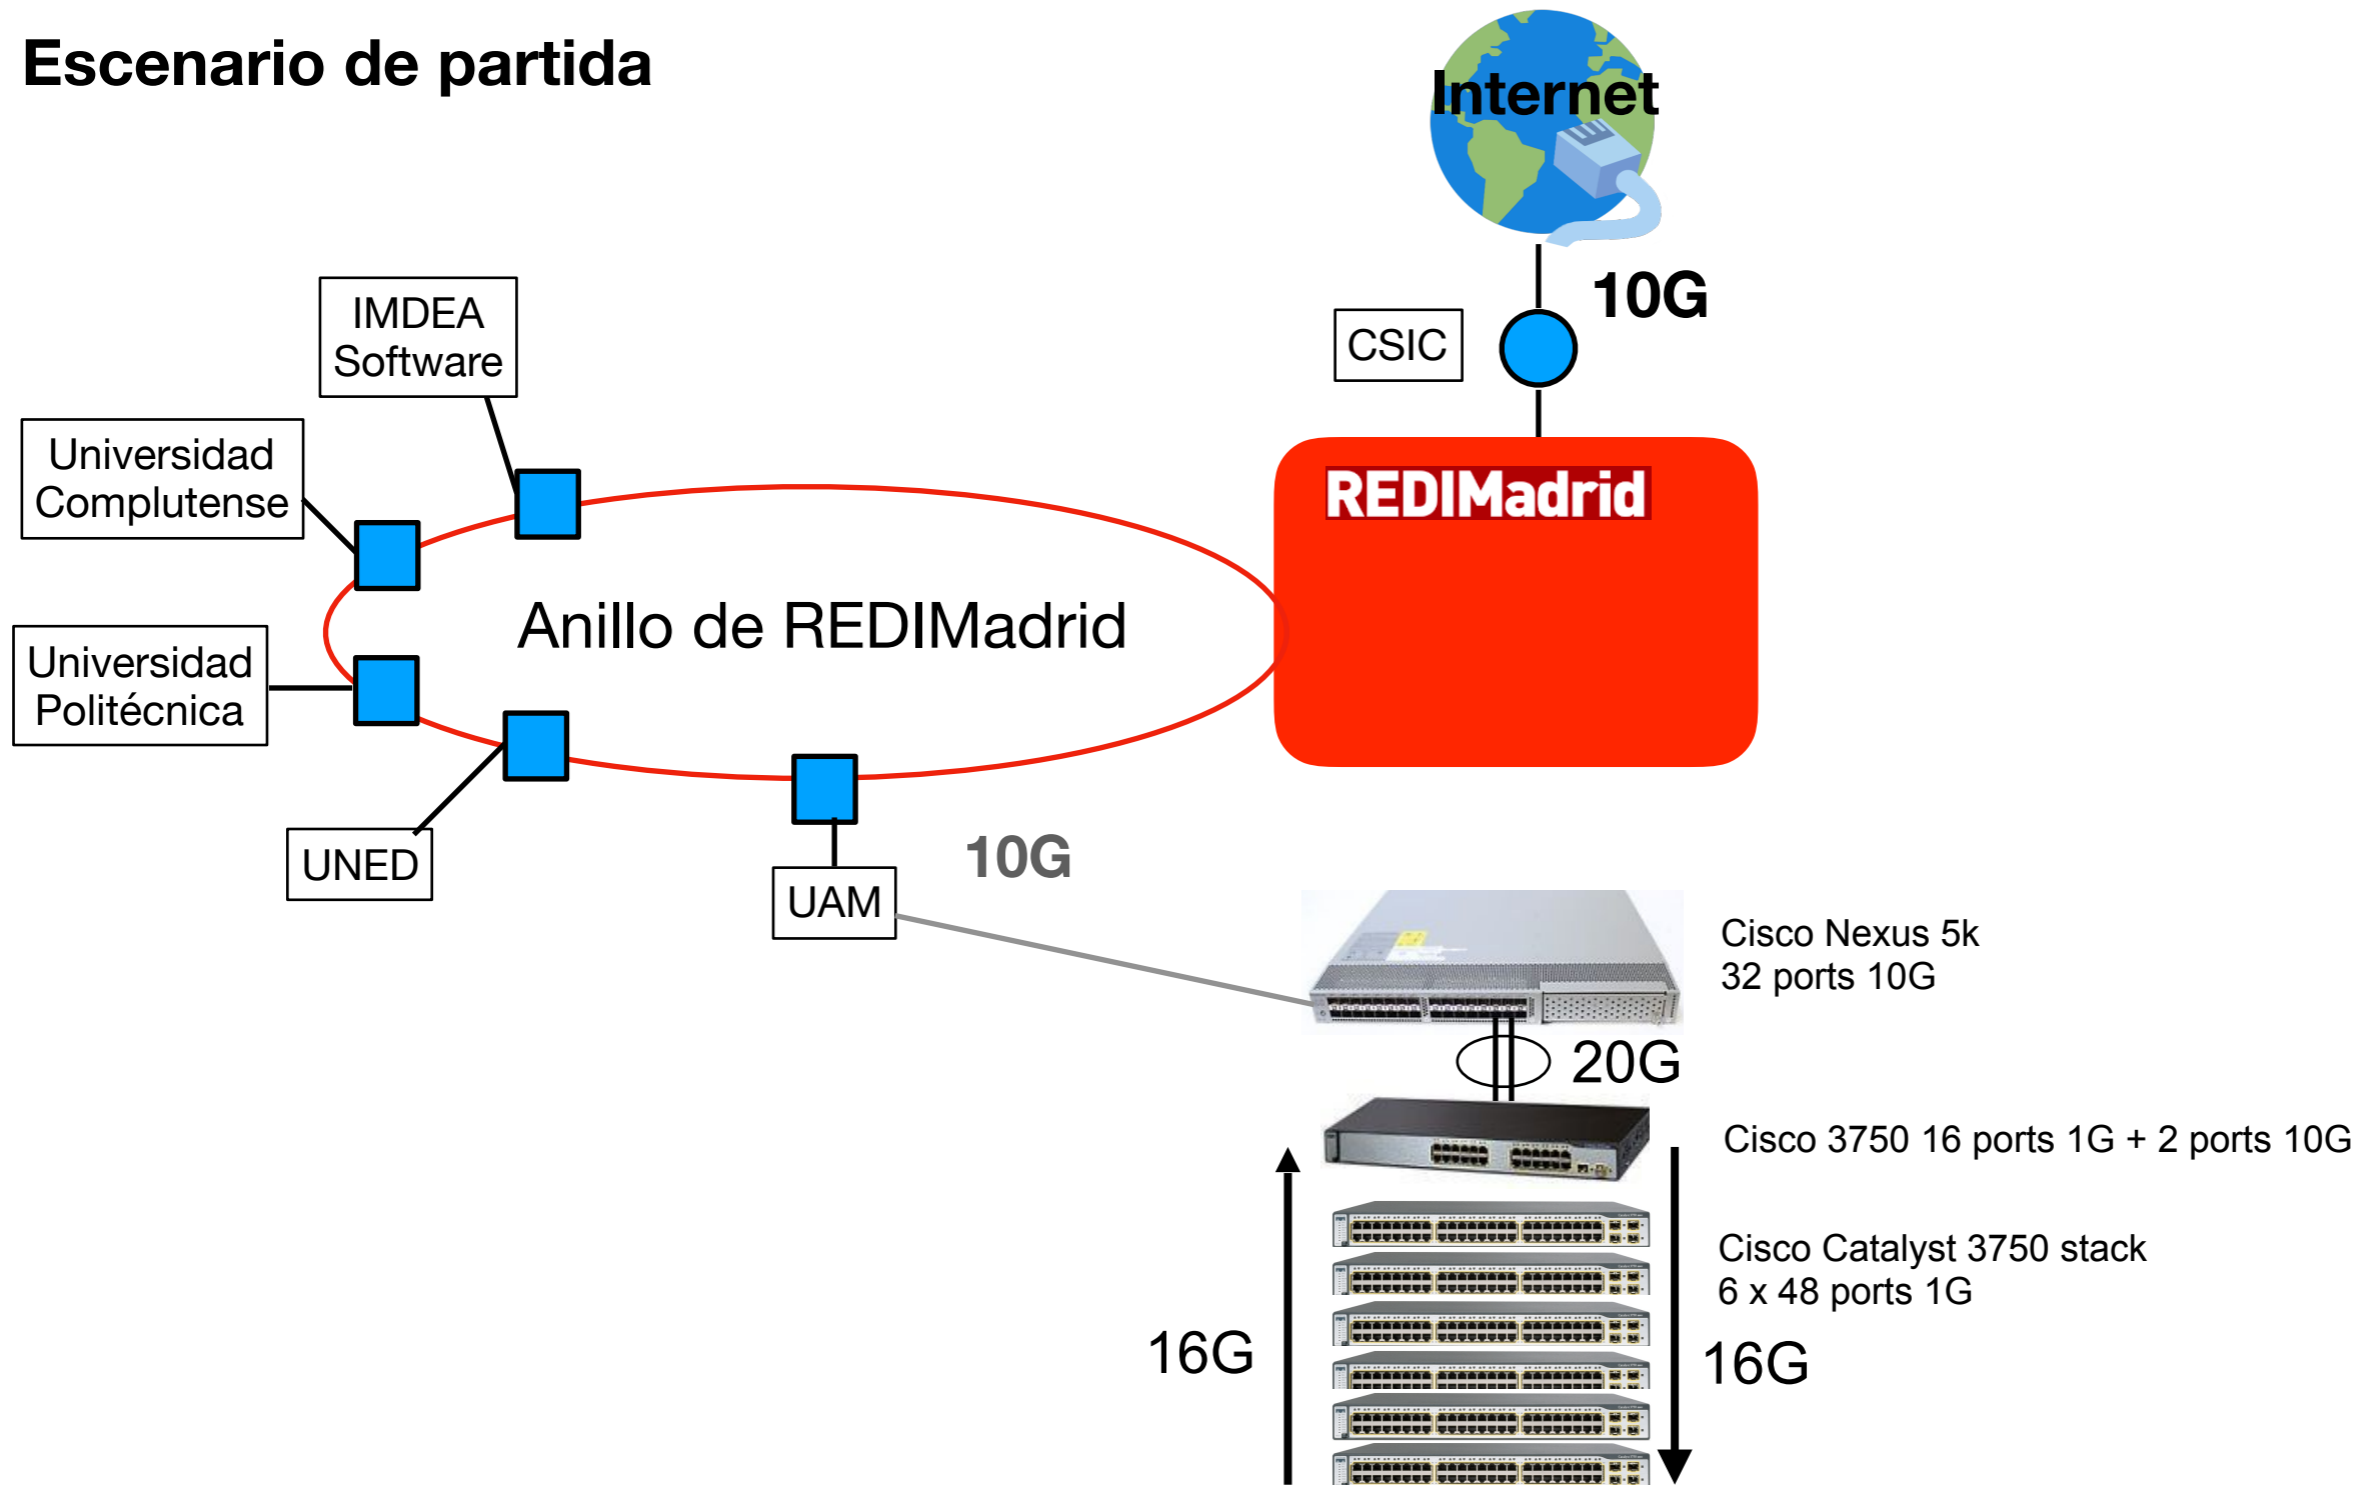 Escenario de partida
Internet
10G
CSIC
IMDEA
Software
Universidad
Complutense
REDIMadrid
Anillo de REDIMadrid
Universidad
Politécnica
UNED
10G
UAM
Cisco Nexus 5k
32 ports 10G
20G
Cisco 3750 16 ports 1G + 2 ports 10G
Cisco Catalyst 3750 stack
6 x 48 ports 1G
16G
16G